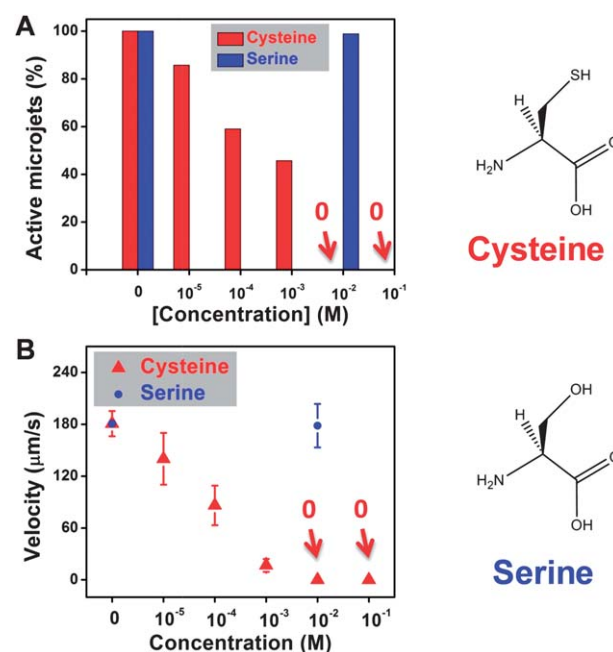 A
Active microjets (%)
100
80
60
40
20
0
Cysteine
Serine
0 0
0 10⁻⁵ 10⁻⁴ 10⁻³ 10⁻² 10⁻¹
[Concentration] (M)
SH
H
H₂N
O
OH
Cysteine
B
Velocity (μm/s)
240
180
120
60
0
Cysteine
Serine
0 0
0 10⁻⁵ 10⁻⁴ 10⁻³ 10⁻² 10⁻¹
Concentration (M)
OH
H
H₂N
O
OH
Serine